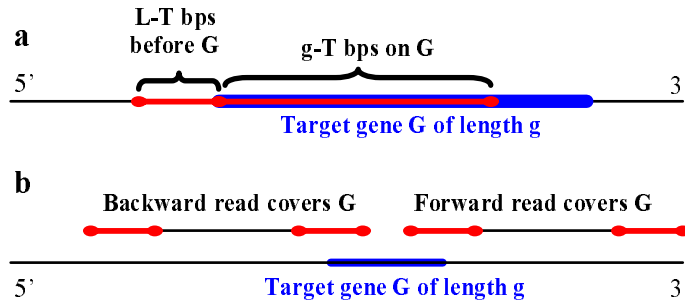 L-T bps
before G
a
g-T bps on G
5’
3
Target gene G of length g
b
Backward read covers G
Forward read covers G
5’
3
Target gene G of length g